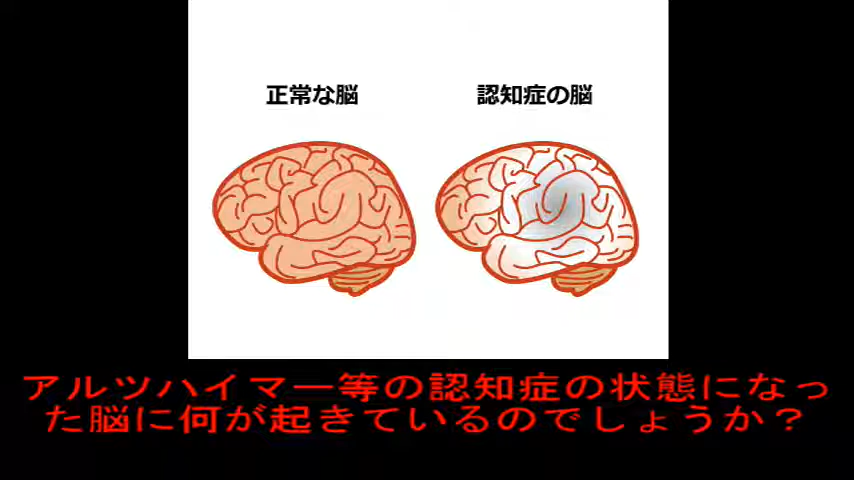 正常な脳
認知症の脳
アルツハイマー等の認知症の状態になっ
た脳に何が起きているのでしょうか？